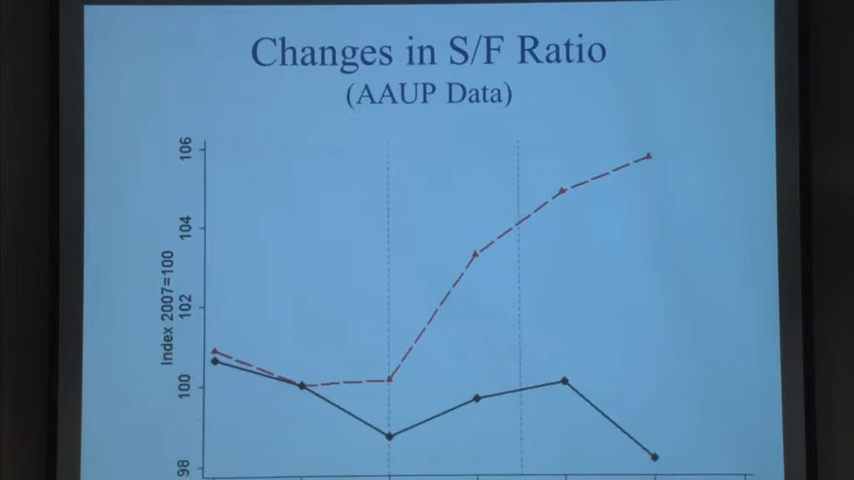 Changes in S/F Ratio
(AAUP Data)
106
104
102
100
98
Index 2007=100